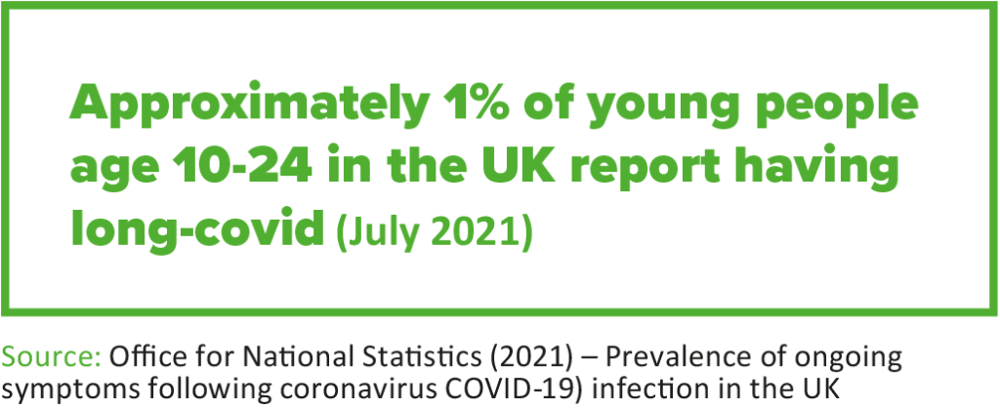 Approximately 1% of young people
age 10-24 in the UK report having
long-covid (July 2021)
Source: Office for National Statistics (2021) – Prevalence of ongoing
symptoms following coronavirus COVID-19) infection in the UK